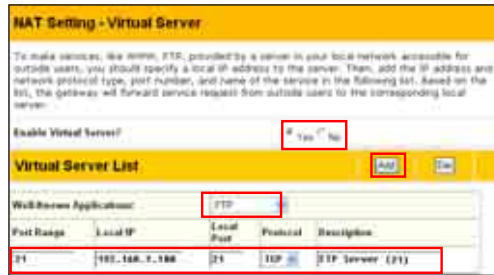 NAT Setting - Virtual Server
To make services, like WWW, FTP, provided by a server in your local network accessible for
outside users, you should specify a local IP address to the server. Then, add the IP address and
network protocol type, port number, and name of the service in the following list. Based on the
list, the gateway will forward service request from outside users to the corresponding local
server.
Enable Virtual Server? Yes No
Virtual Server List Add
Well-Known Applications: FTP
Port Range Local IP Local Port Protocol Description
21 192.168.1.100 21 TCP FTP Server (21)